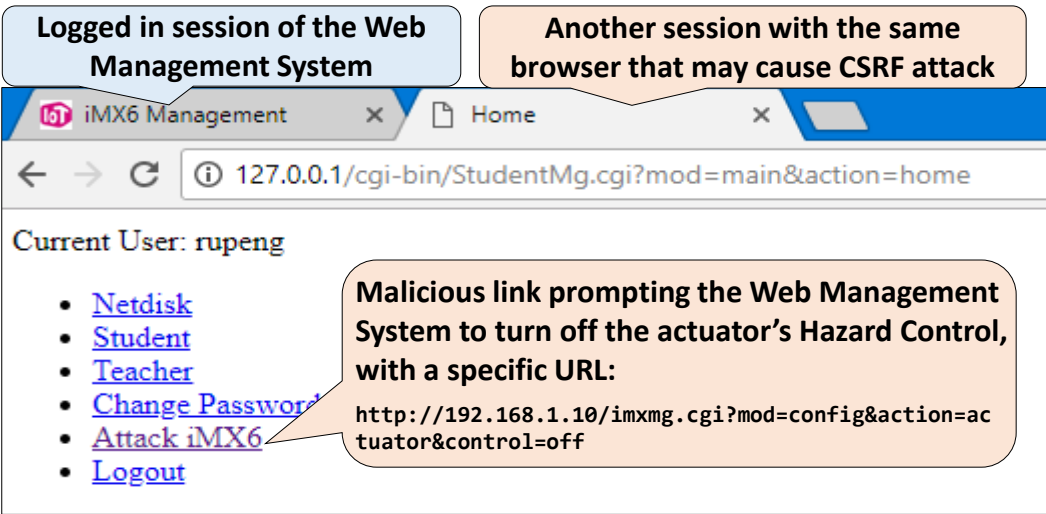 Logged in session of the Web
Management System
Another session with the same
browser that may cause CSRF attack
IoT iMX6 Management
Home
127.0.0.1/cgi-bin/StudentMg.cgi?mod=main&action=home
Current User: rupeng
Netdisk
Student
Teacher
Change Password
Attack iMX6
Logout
Malicious link prompting the Web Management
System to turn off the actuator’s Hazard Control,
with a specific URL:
http://192.168.1.10/imxmg.cgi?mod=config&action=ac
tuator&control=off